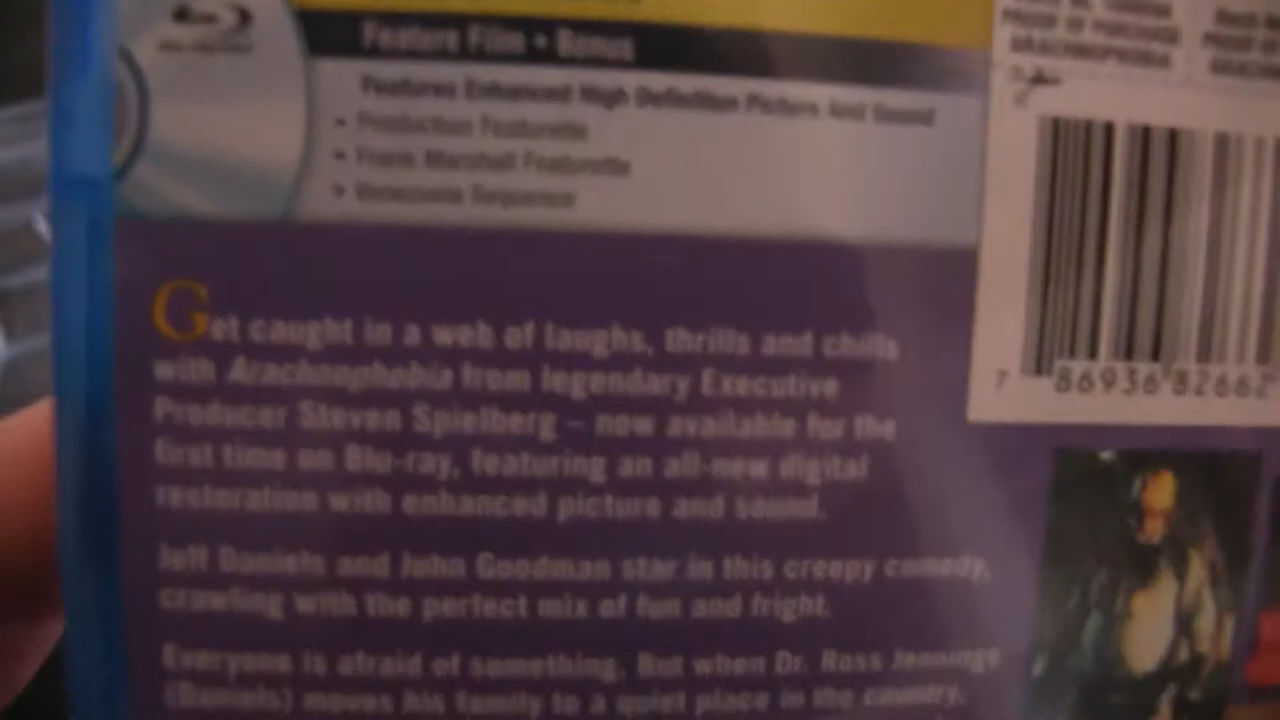 Feature Film + Bonus
Features Enhanced High Definition Picture And Sound
Production Featurette
Frank Marshall Featurette
Venezuela Sequence
PROOF OF PURCHASE
ARACHNOPHOBIA
7 86936 82662
Get caught in a web of laughs, thrills and chills
with Arachnophobia from legendary Executive
Producer Steven Spielberg – now available for the
first time on Blu-ray, featuring an all-new digital
restoration with enhanced picture and sound.
Jeff Daniels and John Goodman star in this creepy comedy,
crawling with the perfect mix of fun and fright.
Everyone is afraid of something. But when Dr. Ross Jennings
(Daniels) moves his family to a quiet place in the country,